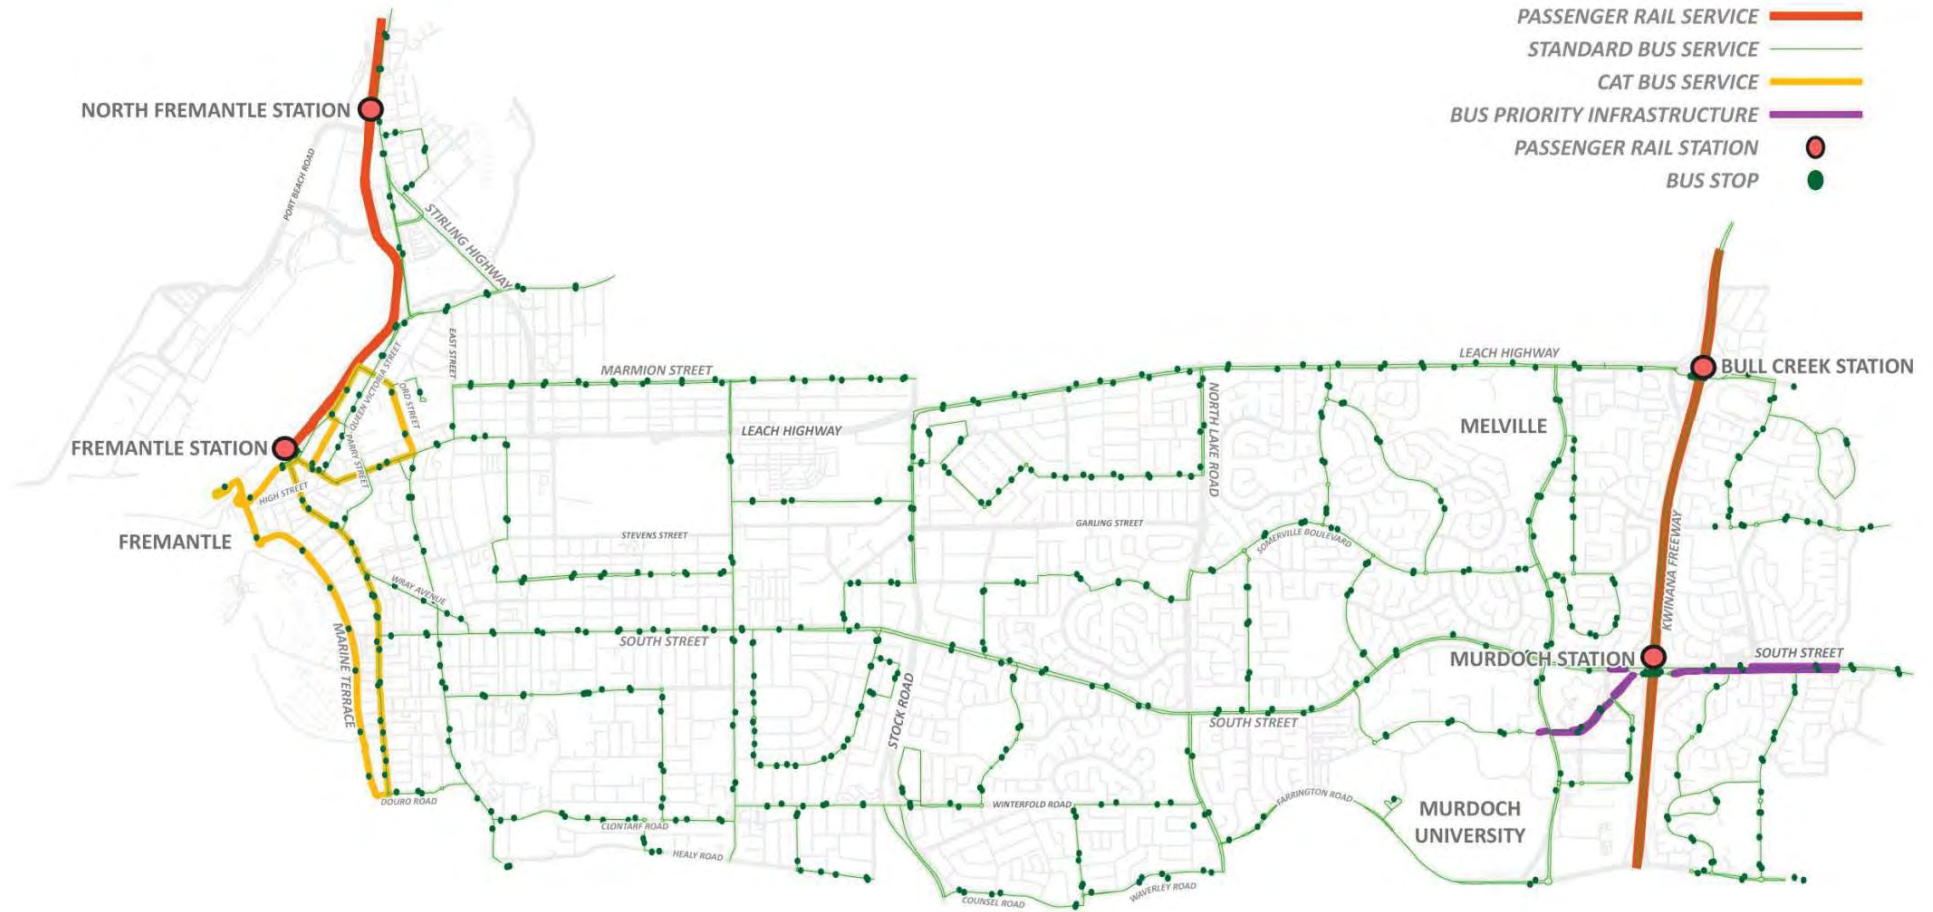 PASSENGER RAIL SERVICE
STANDARD BUS SERVICE
CAT BUS SERVICE
BUS PRIORITY INFRASTRUCTURE
PASSENGER RAIL STATION
BUS STOP
NORTH FREMANTLE STATION
PORT BEACH ROAD
STIRLING HIGHWAY
EAST STREET
QUEEN VICTORIA STREET
ORD STREET
PARRY STREET
MARMION STREET
LEACH HIGHWAY
BULL CREEK STATION
NORTH LAKE ROAD
MELVILLE
LEACH HIGHWAY
FREMANTLE STATION
HIGH STREET
FREMANTLE
STEVENS STREET
GARLING STREET
SOMERVILLE BOULEVARD
KWINANA FREEWAY
WRAY AVENUE
MARINE TERRACE
SOUTH STREET
MURDOCH STATION
SOUTH STREET
STOCK ROAD
SOUTH STREET
DOURO ROAD
WINTERFOLD ROAD
FARRINGTON ROAD
MURDOCH
UNIVERSITY
CLONTARF ROAD
HEALY ROAD
WAVERLEY ROAD
COUNSEL ROAD